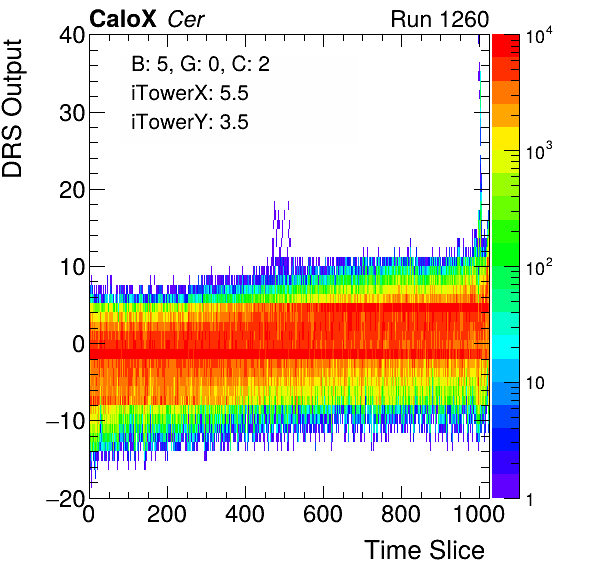 CaloX Cer Run 1260
B: 5, G: 0, C: 2
iTowerX: 5.5
iTowerY: 3.5
DRS Output
40
30
20
10
0
−10
−20
0 200 400 600 800 1000
Time Slice
10^4
10^3
10^2
10
1